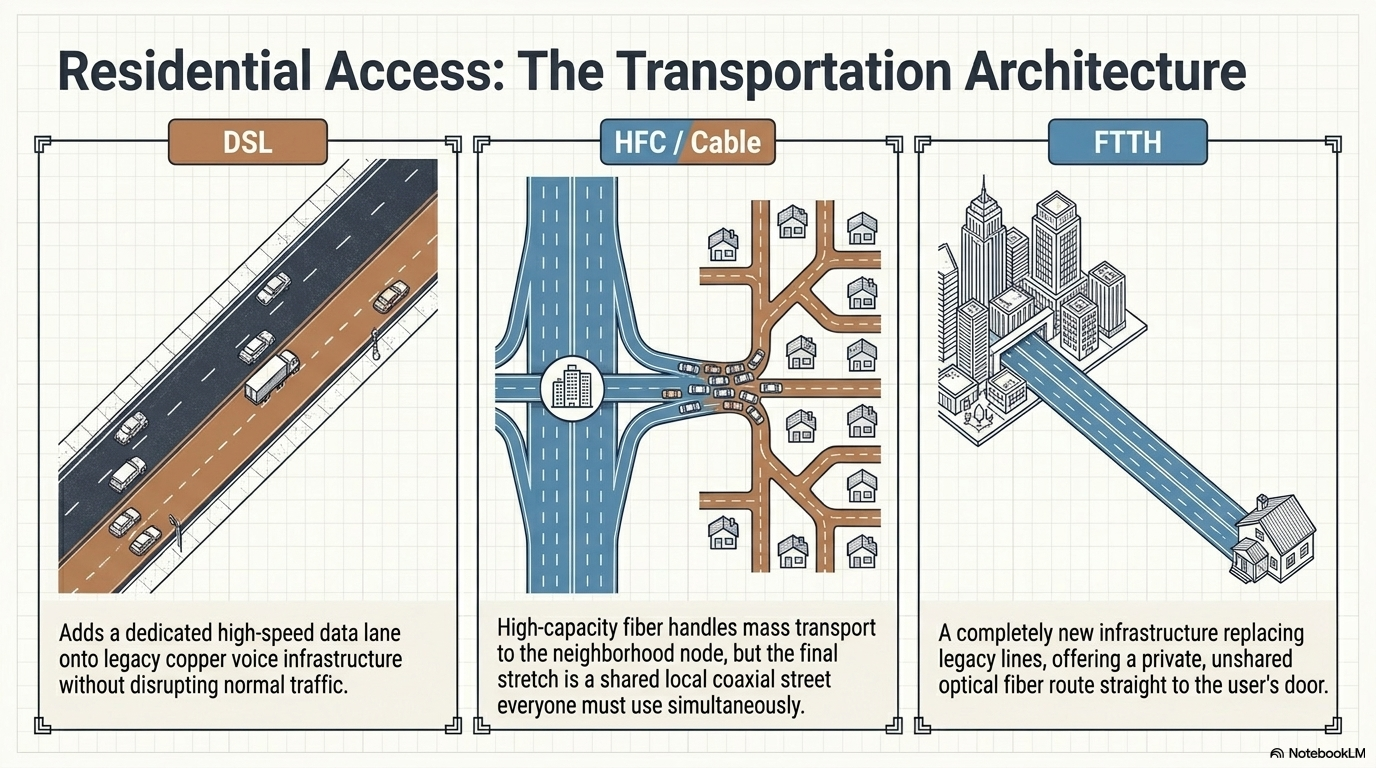 Residential Access: The Transportation Architecture
DSL
Adds a dedicated high-speed data lane
onto legacy copper voice infrastructure
without disrupting normal traffic.
HFC / Cable
High-capacity fiber handles mass transport
to the neighborhood node, but the final
stretch is a shared local coaxial street
everyone must use simultaneously.
FTTH
A completely new infrastructure replacing
legacy lines, offering a private, unshared
optical fiber route straight to the user's door.
NotebookLM